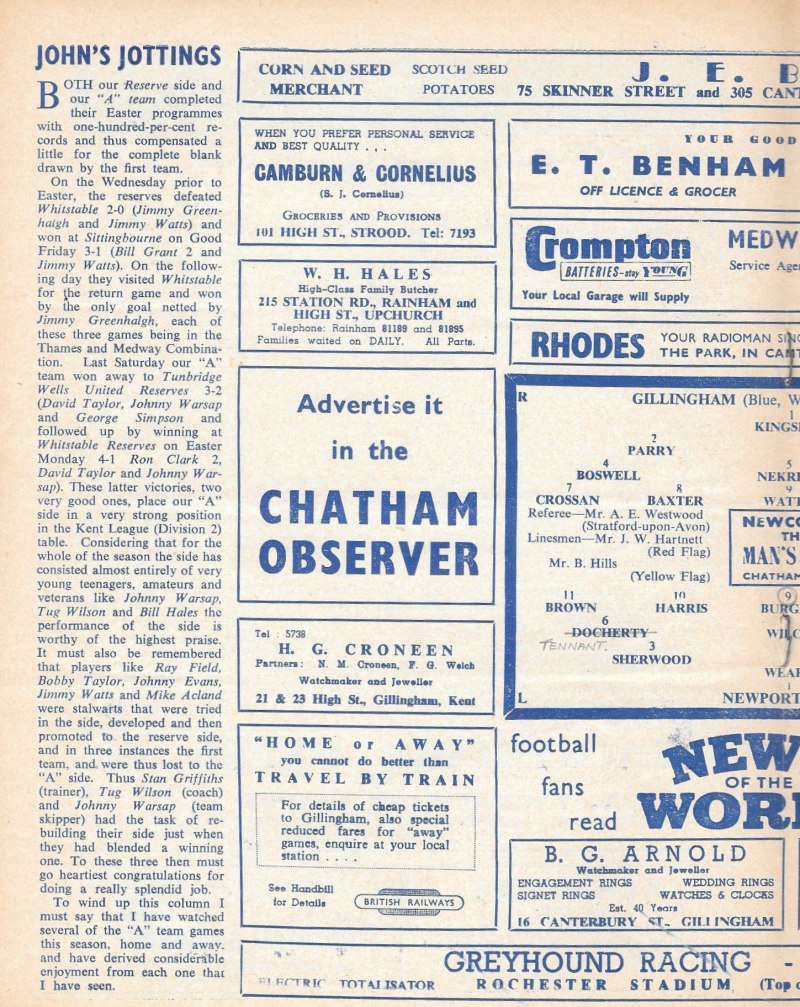 JOHN'S JOTTINGS
BOTH our Reserve side and
our "A" team completed
their Easter programmes
with one-hundred-per-cent re-
cords and thus compensated a
little for the complete blank
drawn by the first team.
On the Wednesday prior to
Easter, the reserves defeated
Whitstable 2-0 (Jimmy Green-
halgh and Jimmy Watts) and
won at Sittingbourne on Good
Friday 3-1 (Bill Grant 2 and
Jimmy Watts). On the follow-
ing day they visited Whitstable
for the return game and won
by the only goal netted by
Jimmy Greenhalgh, each of
these three games being in the
Thames and Medway Combina-
tion. Last Saturday our "A"
team won away to Tunbridge
Wells United Reserves 3-2
(David Taylor, Johnny Warsap
and George Simpson and
followed up by winning at
Whitstable Reserves on Easter
Monday 4-1 Ron Clark 2,
David Taylor and Johnny War-
sap). These latter victories, two
very good ones, place our "A"
side in a very strong position
in the Kent League (Division 2)
table. Considering that for the
whole of the season the side has
consisted almost entirely of very
young teenagers, amateurs and
veterans like Johnny Warsap,
Tug Wilson and Bill Hales the
performance of the side is
worthy of the highest praise.
It must also be remembered
that players like Ray Field,
Bobby Taylor, Johnny Evans,
Jimmy Watts and Mike Acland
were stalwarts that were tried
in the side, developed and then
promoted to the reserve side,
and in three instances the first
team, and were thus lost to the
"A" side. Thus Stan Griffiths
(trainer), Tug Wilson (coach)
and Johnny Warsap (team
skipper) had the task of re-
building their side just when
they had blended a winning
one. To these three then must
go heartiest congratulations for
doing a really splendid job.
To wind up this column I
must say that I have watched
several of the "A" team games
this season, home and away.
and have derived considerable
enjoyment from each one that
I have seen.
CORN AND SEED SCOTCH SEED J. E. B
MERCHANT POTATOES 75 SKINNER STREET and 305 CANT
WHEN YOU PREFER PERSONAL SERVICE
AND BEST QUALITY . . .
CAMBURN & CORNELIUS
(S. J. Cornelius)
GROCERIES AND PROVISIONS
101 HIGH ST., STROOD. Tel: 7193
W. H. HALES
High-Class Family Butcher
215 STATION RD., RAINHAM and
HIGH ST., UPCHURCH
Telephone: Rainham 81189 and 81895
Families waited on DAILY. All Parts.
Advertise it
in the
CHATHAM
OBSERVER
Tel : 5738
H. G. CRONEEN
Partners: N. M. Croneen, F. G. Welch
Watchmaker and Jeweller
21 & 23 High St., Gillingham, Kent
"HOME or AWAY"
you cannot do better than
TRAVEL BY TRAIN
For details of cheap tickets
to Gillingham, also special
reduced fares for "away"
games, enquire at your local
station . . . .
See Handbill
for Details
BRITISH RAILWAYS
YOUR GOOD
E. T. BENHAM
OFF LICENCE & GROCER
Crompton MEDW
BATTERIES-stay YOUNG Service Age
Your Local Garage will Supply
RHODES YOUR RADIOMAN SIN
THE PARK, IN CANT
R GILLINGHAM (Blue, W
1
KINGS
2
PARRY
4 5
BOSWELL NEKR
7 8 9
CROSSAN BAXTER WAT
Referee—Mr. A. E. Westwood
(Stratford-upon-Avon)
Linesmen—Mr. J. W. Hartnett
(Red Flag)
Mr. B. Hills
(Yellow Flag)
NEWCO
TH
MAN'S
CHATHAM
11 10 9
BROWN HARRIS BURG
6
DOCHERTY WILC
TENNANT.
3
SHERWOOD WEA
1
L NEWPORT
football
fans
read
NEW
OF THE
WORL
B. G. ARNOLD
Watchmaker and Jeweller
ENGAGEMENT RINGS WEDDING RINGS
SIGNET RINGS WATCHES & CLOCKS
Est. 40 Years
16 CANTERBURY ST., GILLINGHAM
GREYHOUND RACING -
ELECTRIC TOTALISATOR ROCHESTER STADIUM (Top o